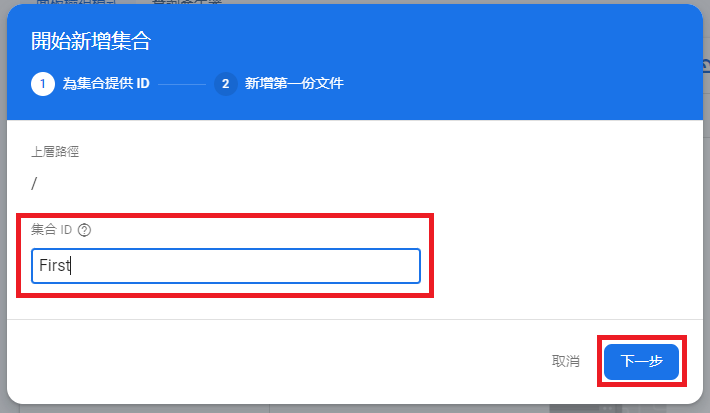 開始新增集合
1 為集合提供 ID 2 新增第一份文件
上層路徑
/
集合 ID
First
取消 下一步